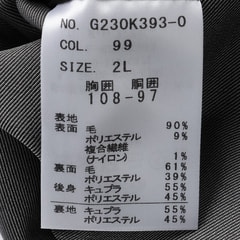 NO. G230K393-0
COL. 99
SIZE. 2L
胸囲 胴囲
108-97
表地
表面 毛 90%
ポリエステル 9%
複合繊維
(ナイロン) 1%
裏面 毛 61%
ポリエステル 39%
後身 キュプラ 55%
ポリエステル 45%
裏地 キュプラ 55%
ポリエステル 45%